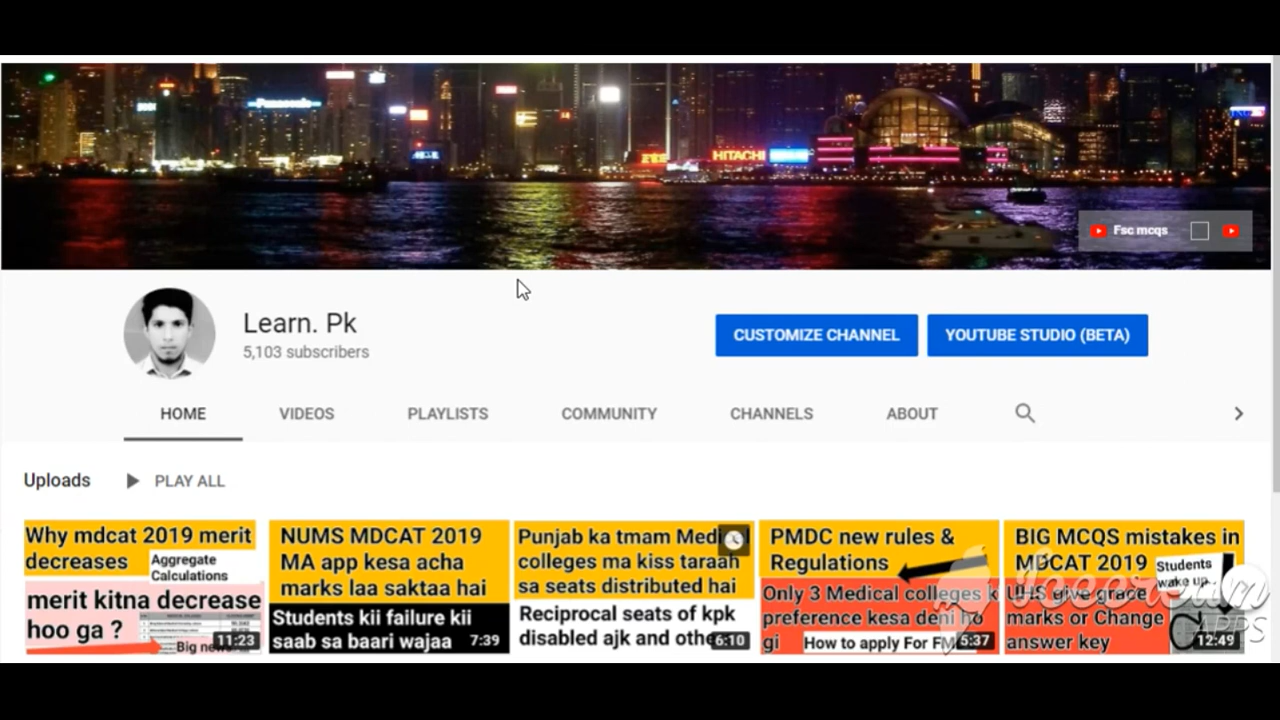 Panasonic
HITACHI
Fsc mcqs
Learn. Pk
5,103 subscribers
CUSTOMIZE CHANNEL
YOUTUBE STUDIO (BETA)
HOME
VIDEOS
PLAYLISTS
COMMUNITY
CHANNELS
ABOUT
Uploads
PLAY ALL
Why mdcat 2019 merit
decreases
Aggregate
Calculations
merit kitna decrease
hoo ga ?
Big news
11:23
NUMS MDCAT 2019
MA app kesa acha
marks laa saktaa hai
Students kii failure kii
saab sa baari wajaa
7:39
Punjab ka tmam Medical
colleges ma kiss taraah
sa seats distributed hai
Reciprocal seats of kpk
disabled ajk and othe
6:10
PMDC new rules &
Regulations
Only 3 Medical colleges k
preference kesa deni ho
gi
How to apply For
5:37
BIG MCQS mistakes in
MDCAT 2019
Students
wake up
UHS give grace
marks or Change
answer key
12:49
APPS